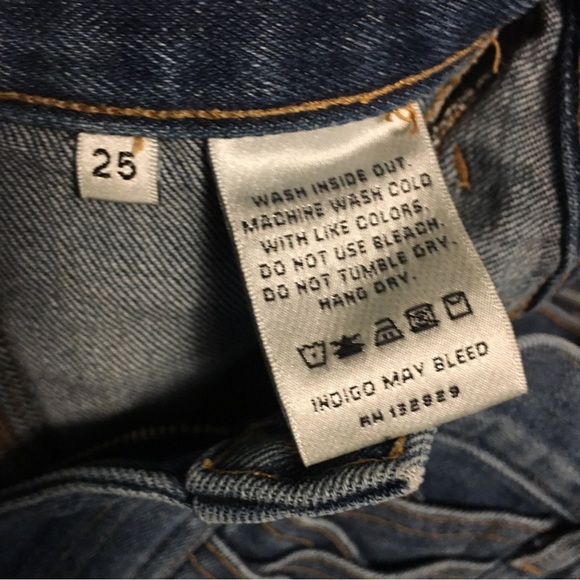 25
WASH INSIDE OUT.
MACHINE WASH COLD
WITH LIKE COLORS.
DO NOT USE BLEACH.
DO NOT TUMBLE DRY.
HANG DRY.
INDIGO MAY BLEED
RN 132929